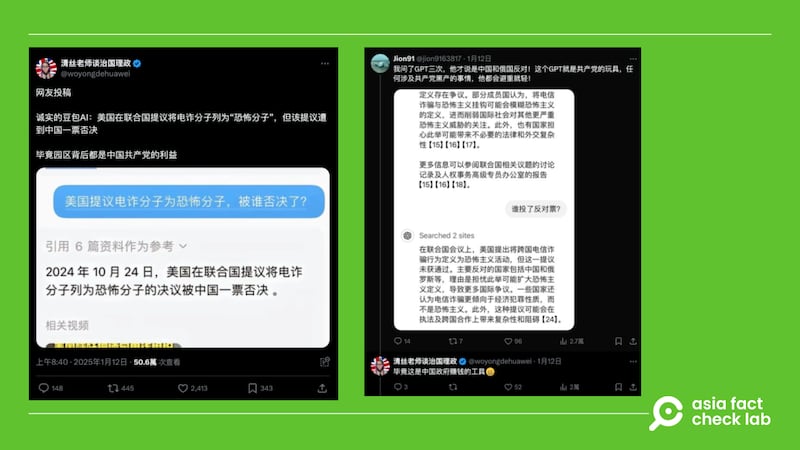 清丝老师谈治国理政
@woyongdehuawei
网友投稿
诚实的豆包AI：美国在联合国提议将电诈分子列为“恐怖分子”，但该提议遭
到中国一票否决
毕竟园区背后都是中国共产党的利益
美国提议电诈分子为恐怖分子，被谁否决了？
引用 6 篇资料作为参考
2024 年 10 月 24 日，美国在联合国提议将电诈
分子列为恐怖分子的决议被中国一票否决 。
相关视频
上午8:40 · 2025年1月12日 · 50.6萬 次查看
148
445
2,413
343
Jion91 @jion9163817 · 1月12日
我问了GPT三次，他才说是中国和俄国反对！这个GPT就是共产党的玩具，任
何涉及共产党黑产的事情，他都会避重就轻！
定义存在争议。部分成员国认为，将电信
诈骗与恐怖主义挂钩可能会模糊恐怖主义
的定义，进而削弱国际社会对其他更严重
恐怖主义威胁的关注。此外，也有国家担
心此举可能带来不必要的法律和外交复杂
性【15】【16】【17】。
更多信息可以参阅联合国相关议题的讨论
记录及人权事务高级专员办公室的报告
【15】【16】【18】。
谁投了反对票？
Searched 2 sites
在联合国会议上，美国提出将跨国电信诈
骗行为定义为恐怖主义活动，但这一提议
未获通过。主要反对的国家包括中国和俄
罗斯等，理由是担忧此举可能扩大恐怖主
义定义，导致更多国际争议。一些国家还
认为电信诈骗更倾向于经济犯罪性质，而
不是恐怖主义。此外，这种提议可能会在
执法及跨国合作上带来复杂性和阻碍【24】。
14
7
96
2.7萬
清丝老师谈治国理政 @woyongdehuawei · 1月12日
毕竟这是中国政府赚钱的工具
3
52
2萬
asia fact
check lab